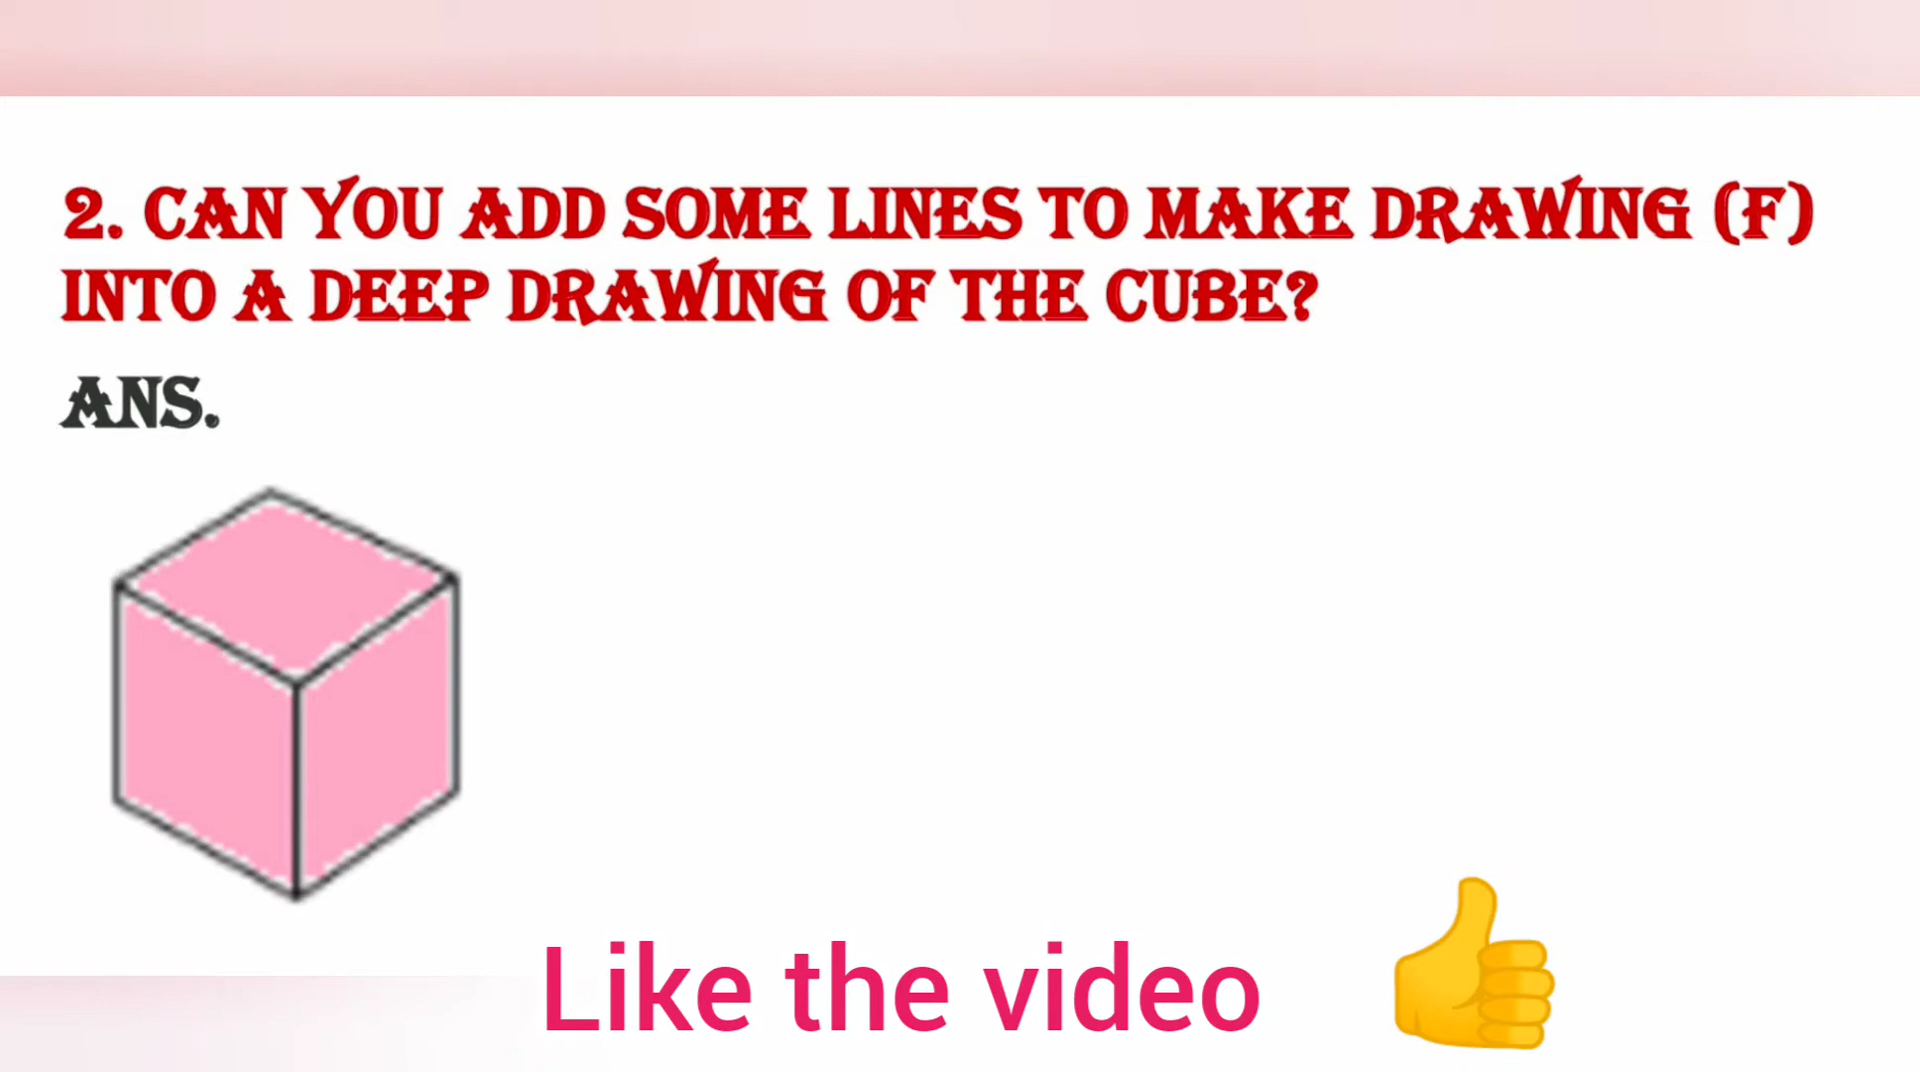 2. CAN YOU ADD SOME LINES TO MAKE DRAWING (F)
INTO A DEEP DRAWING OF THE CUBE?
ANS.
Like the video